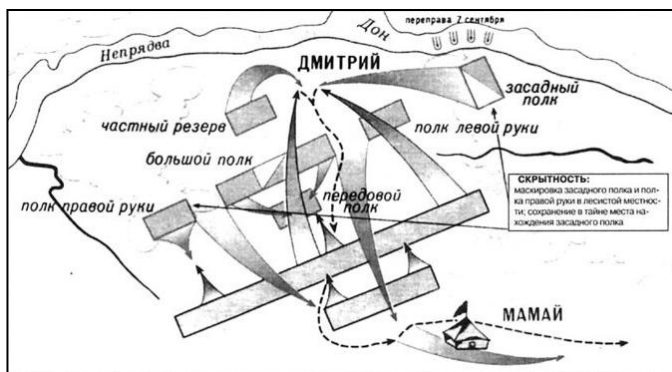 переправа 7 сентября
Дон
Непрядва
ДМИТРИЙ
засадный
полк
частный резерв
полк левой руки
большой полк
СКРЫТНОСТЬ:
маскировка засадного полка и пол-
ка правой руки в лесистой местнос-
ти; сохранение в тайне места на-
хождения засадного полка
передовой
полк
полк правой руки
МАМАЙ